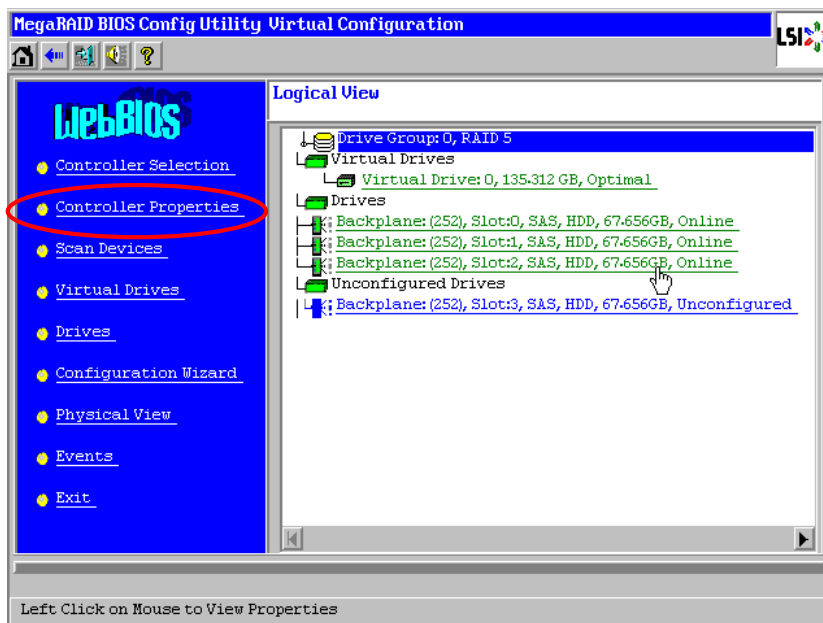 MegaRAID BIOS Config Utility Virtual Configuration
LSI
WebBIOS
Controller Selection
Controller Properties
Scan Devices
Virtual Drives
Drives
Configuration Wizard
Physical View
Events
Exit
Logical View
Drive Group: 0, RAID 5
Virtual Drives
Virtual Drive: 0, 135.312 GB, Optimal
Drives
Backplane: (252), Slot:0, SAS, HDD, 67.656GB, Online
Backplane: (252), Slot:1, SAS, HDD, 67.656GB, Online
Backplane: (252), Slot:2, SAS, HDD, 67.656GB, Online
Unconfigured Drives
Backplane: (252), Slot:3, SAS, HDD, 67.656GB, Unconfigured
Left Click on Mouse to View Properties